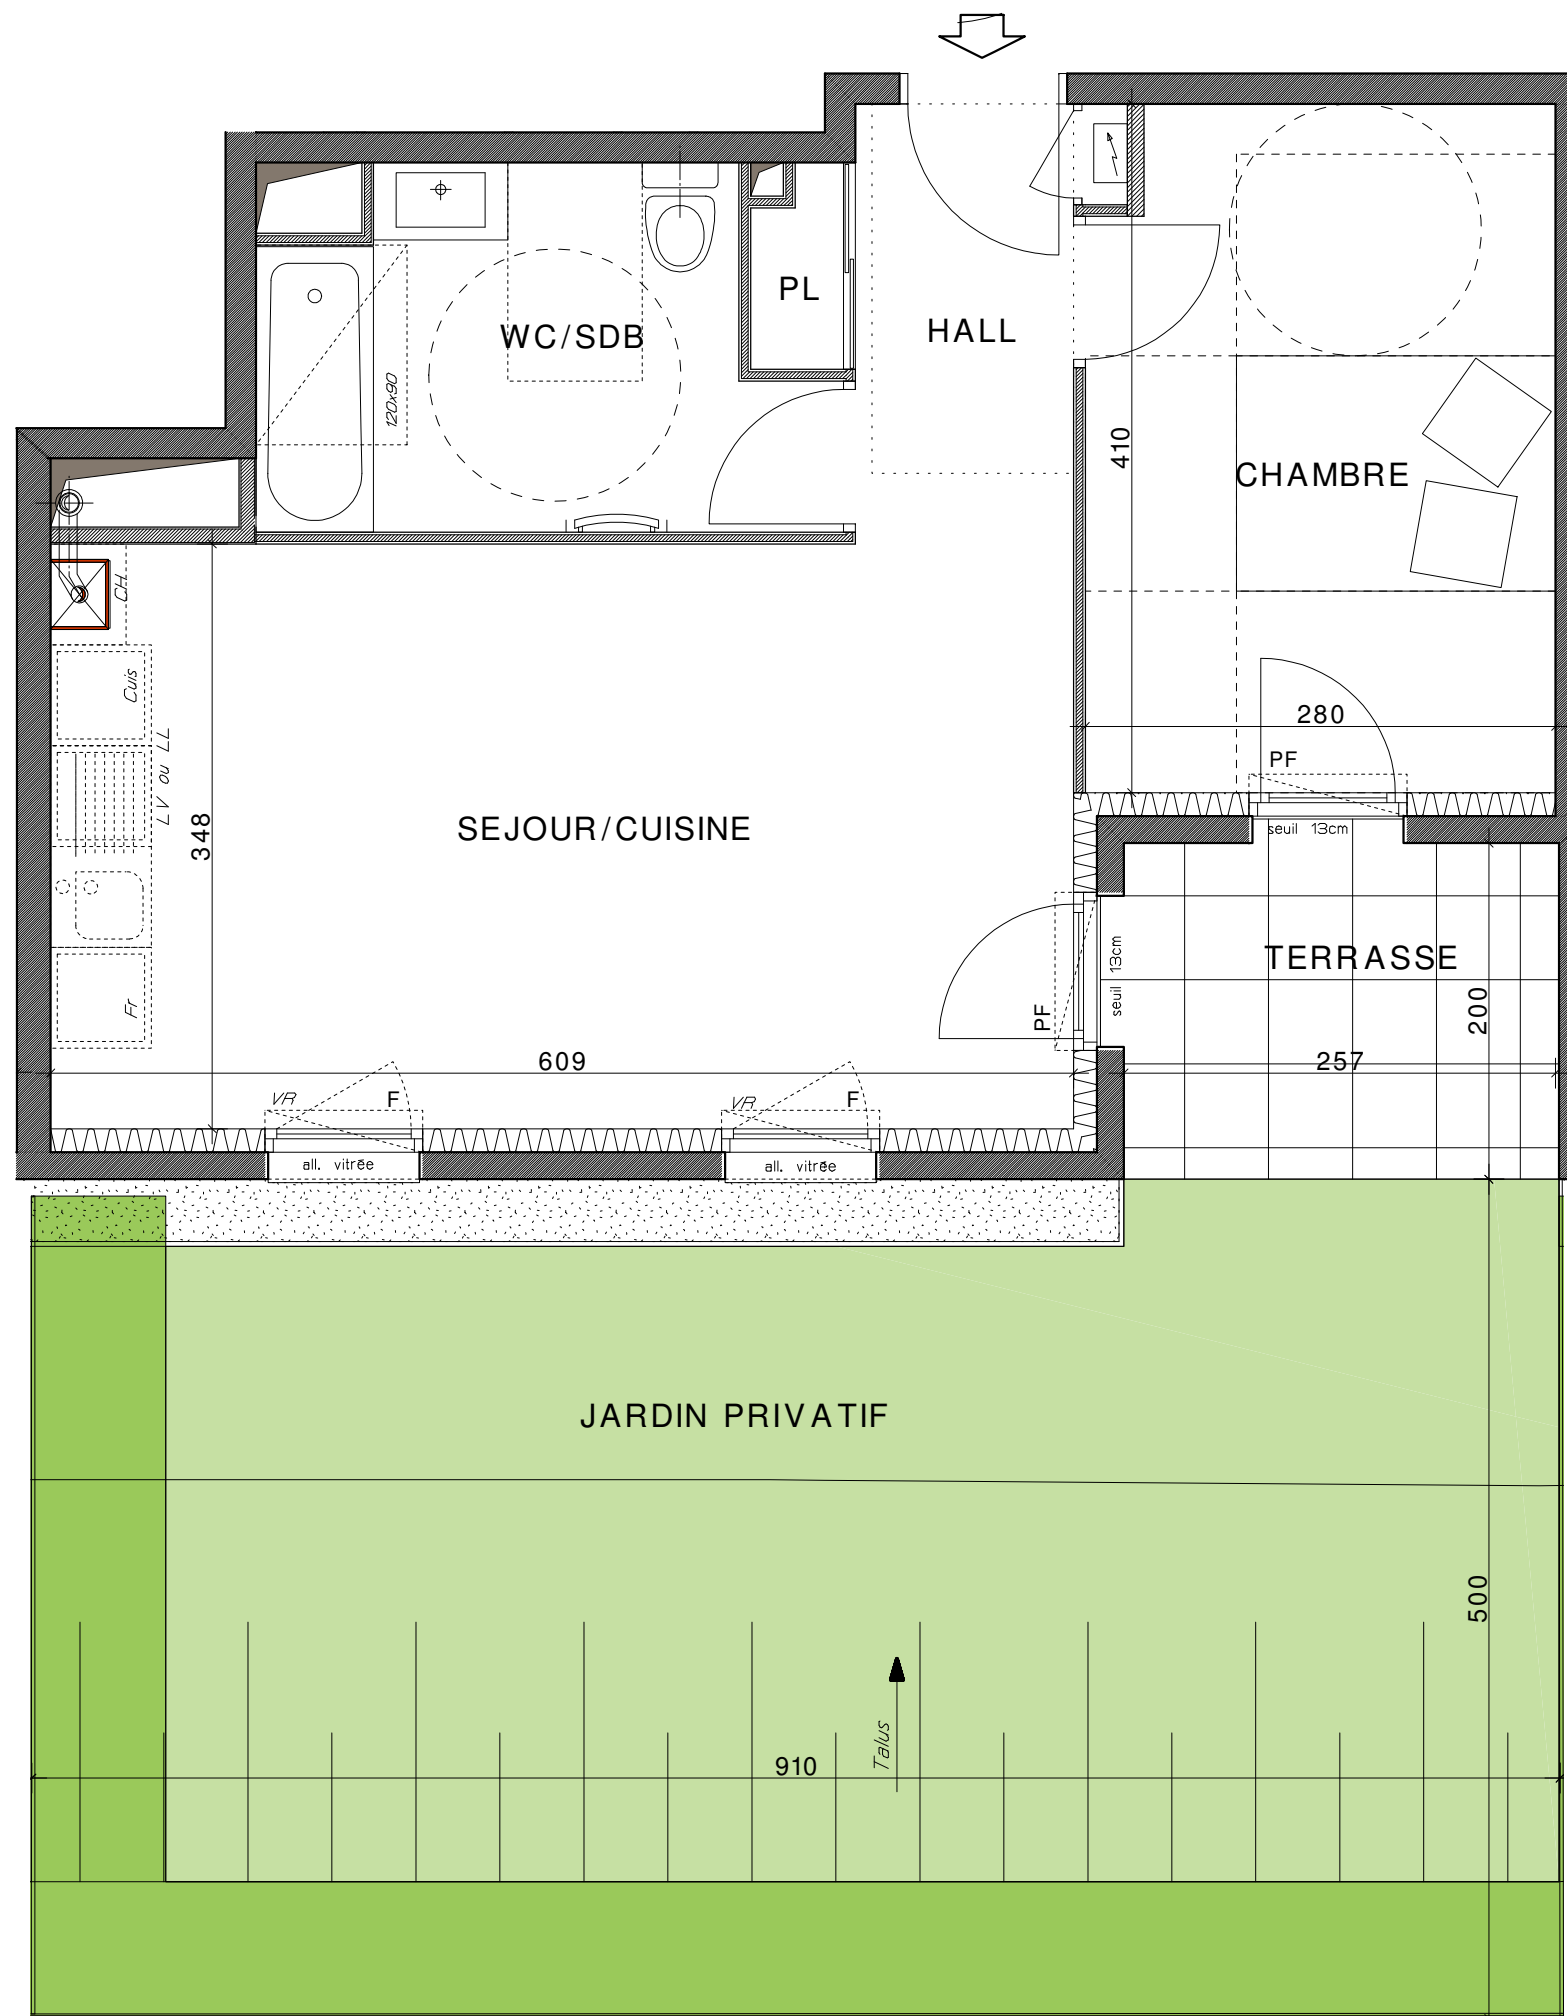 PL
HALL
WC/SDB
120x90
410
CHAMBRE
CH
Cuis
280
PF
LV ou LL
SEJOUR/CUISINE
348
seuil 13cm
TERRASSE
seuil 13cm
PF
200
Fr
609
257
VR
F
VR
F
all. vitrée
all. vitrée
JARDIN PRIVATIF
500
Talus
910